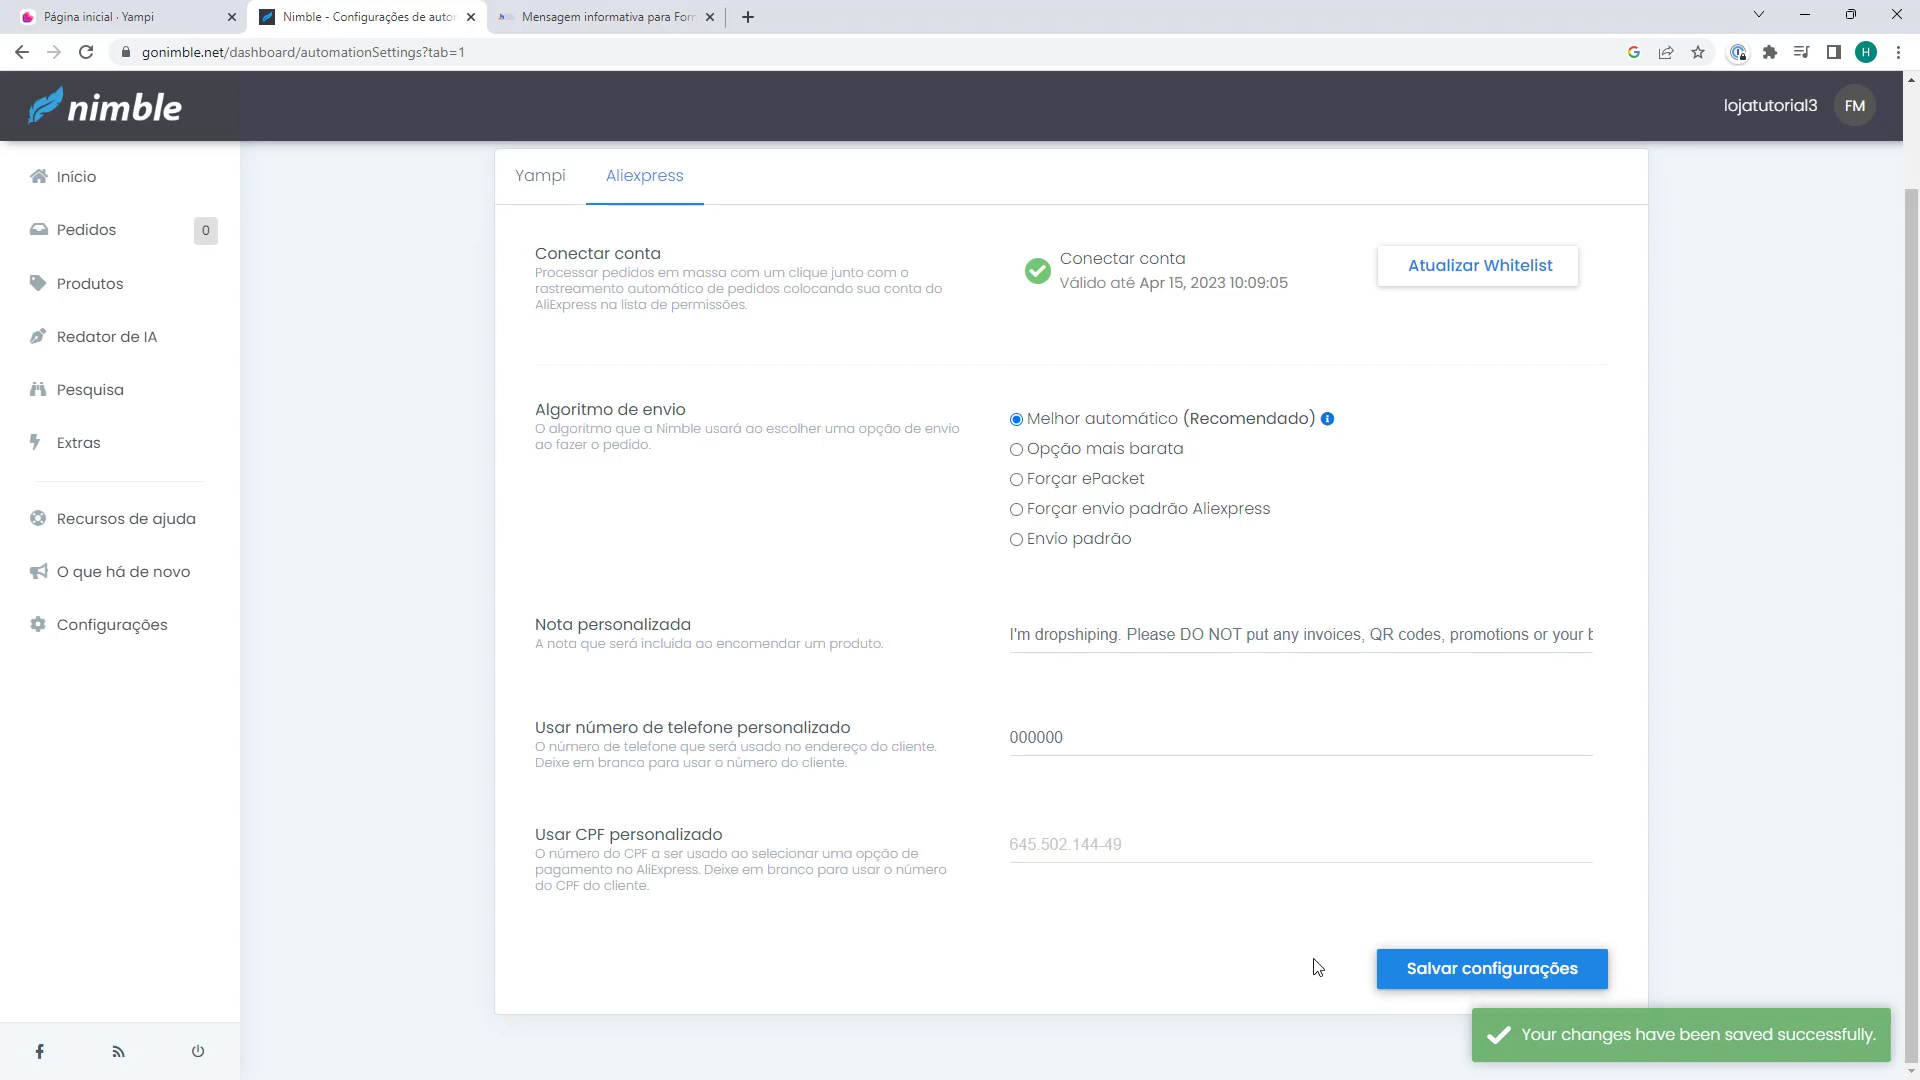 Página inicial · Yampi
Nimble - Configurações de autor
Mensagem informativa para For
gonimble.net/dashboard/automationSettings?tab=1
H
nimble
lojatutorial3
FM
Início
Pedidos
0
Produtos
Redator de IA
Pesquisa
Extras
Recursos de ajuda
O que há de novo
Configurações
Yampi
Aliexpress
Conectar conta
Processar pedidos em massa com um clique junto com o
rastreamento automático de pedidos colocando sua conta do
AliExpress na lista de permissões.
Conectar conta
Válido até Apr 15, 2023 10:09:05
Atualizar Whitelist
Algoritmo de envio
O algoritmo que a Nimble usará ao escolher uma opção de envio
ao fazer o pedido.
Melhor automático (Recomendado)
Opção mais barata
Forçar ePacket
Forçar envio padrão Aliexpress
Envio padrão
Nota personalizada
A nota que será incluida ao encomendar um produto.
I'm dropshiping. Please DO NOT put any invoices, QR codes, promotions or your
Usar número de telefone personalizado
O número de telefone que será usado no endereço do cliente.
Deixe em branco para usar o número do cliente.
000000
Usar CPF personalizado
O número do CPF a ser usado ao selecionar uma opção de
pagamento no AliExpress. Deixe em branco para usar o número
do CPF do cliente.
645.502.144-49
Salvar configurações
Your changes have been saved successfully.